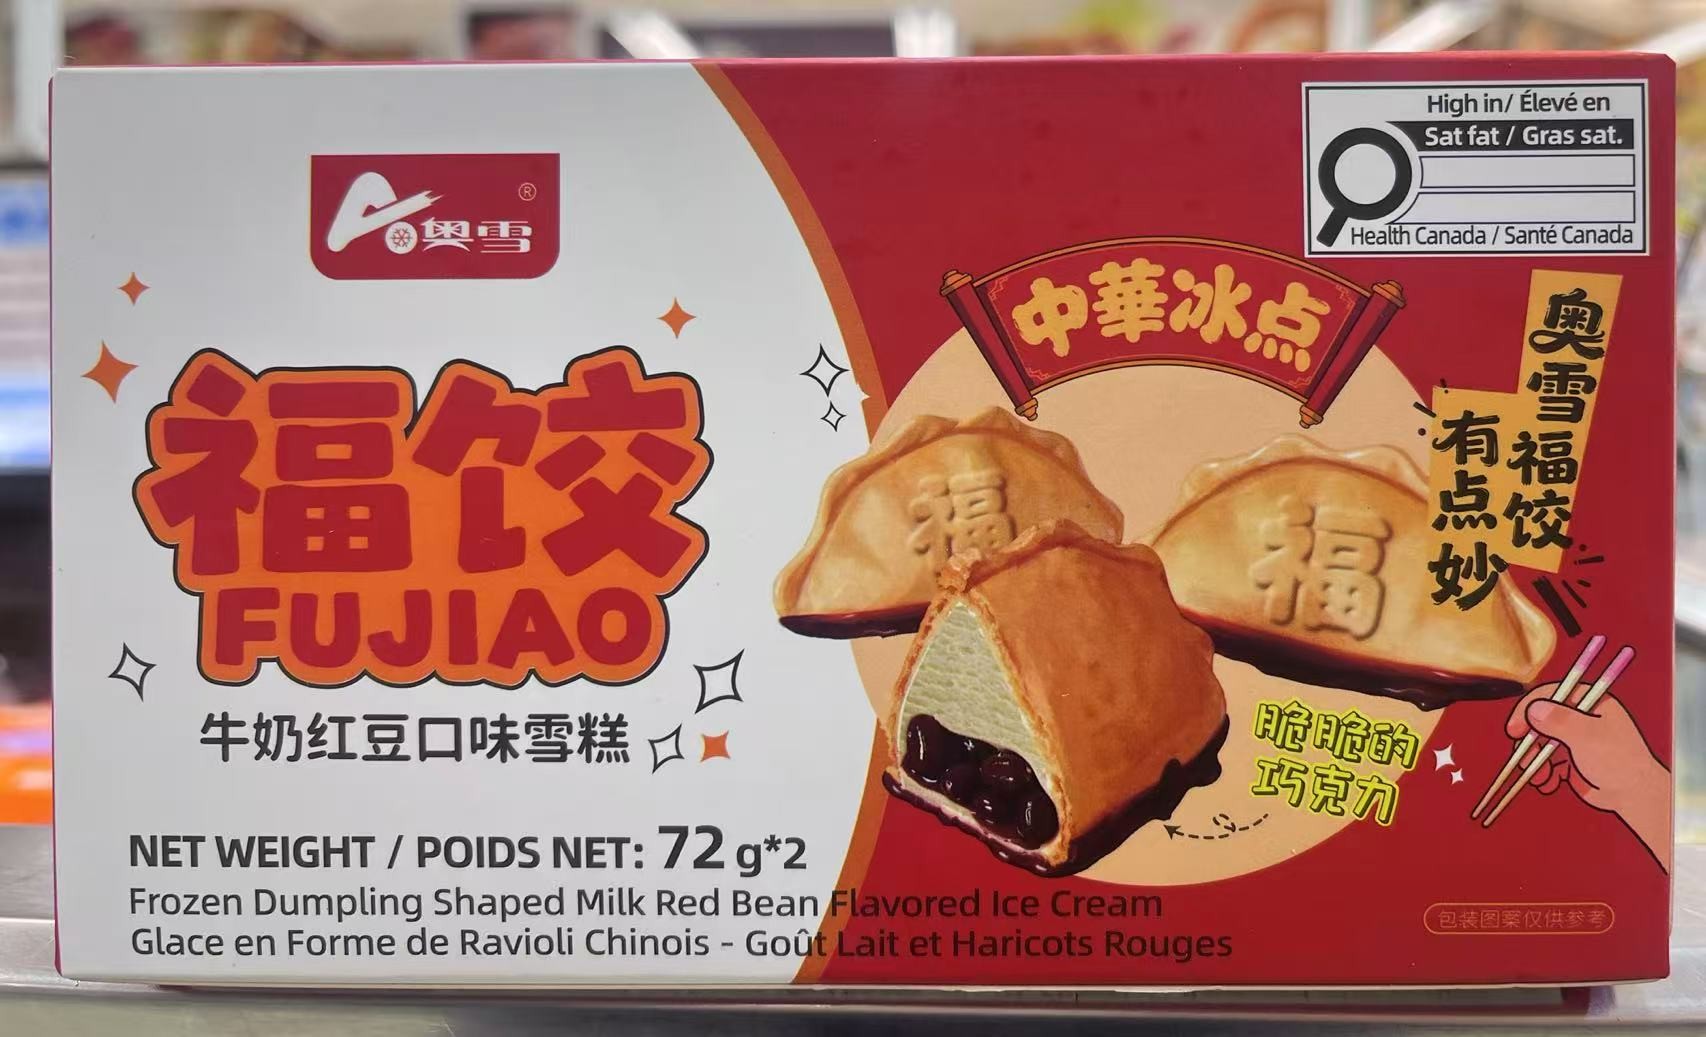 奥雪®
福饺
FUJIAO
牛奶红豆口味雪糕
NET WEIGHT / POIDS NET: 72 g*2
Frozen Dumpling Shaped Milk Red Bean Flavored Ice Cream
Glace en Forme de Ravioli Chinois - Goût Lait et Haricots Rouges
High in/ Élevé en
Sat fat / Gras sat.
Health Canada / Santé Canada
中華冰点
奥雪福饺
有点妙
福
福
脆脆的
巧克力
包装图案仅供参考